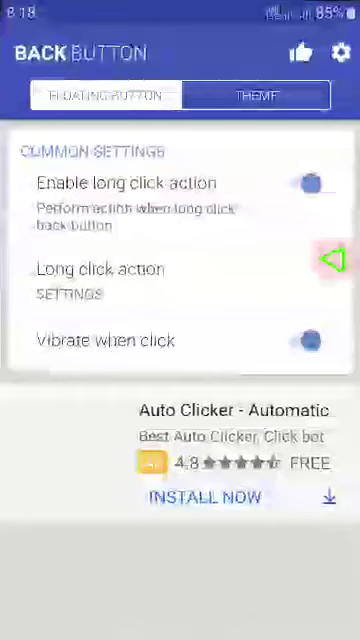 8:18
85%
BACK BUTTON
FLOATING BUTTON
THEME
COMMON SETTINGS
Enable long click action
Perform action when long click
back button
Long click action
SETTINGS
Vibrate when click
Auto Clicker - Automatic
Best Auto Clicker, Click bot
4.8 FREE
INSTALL NOW